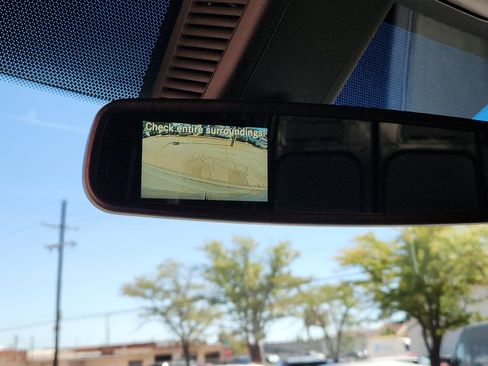 Check entire surroundings.